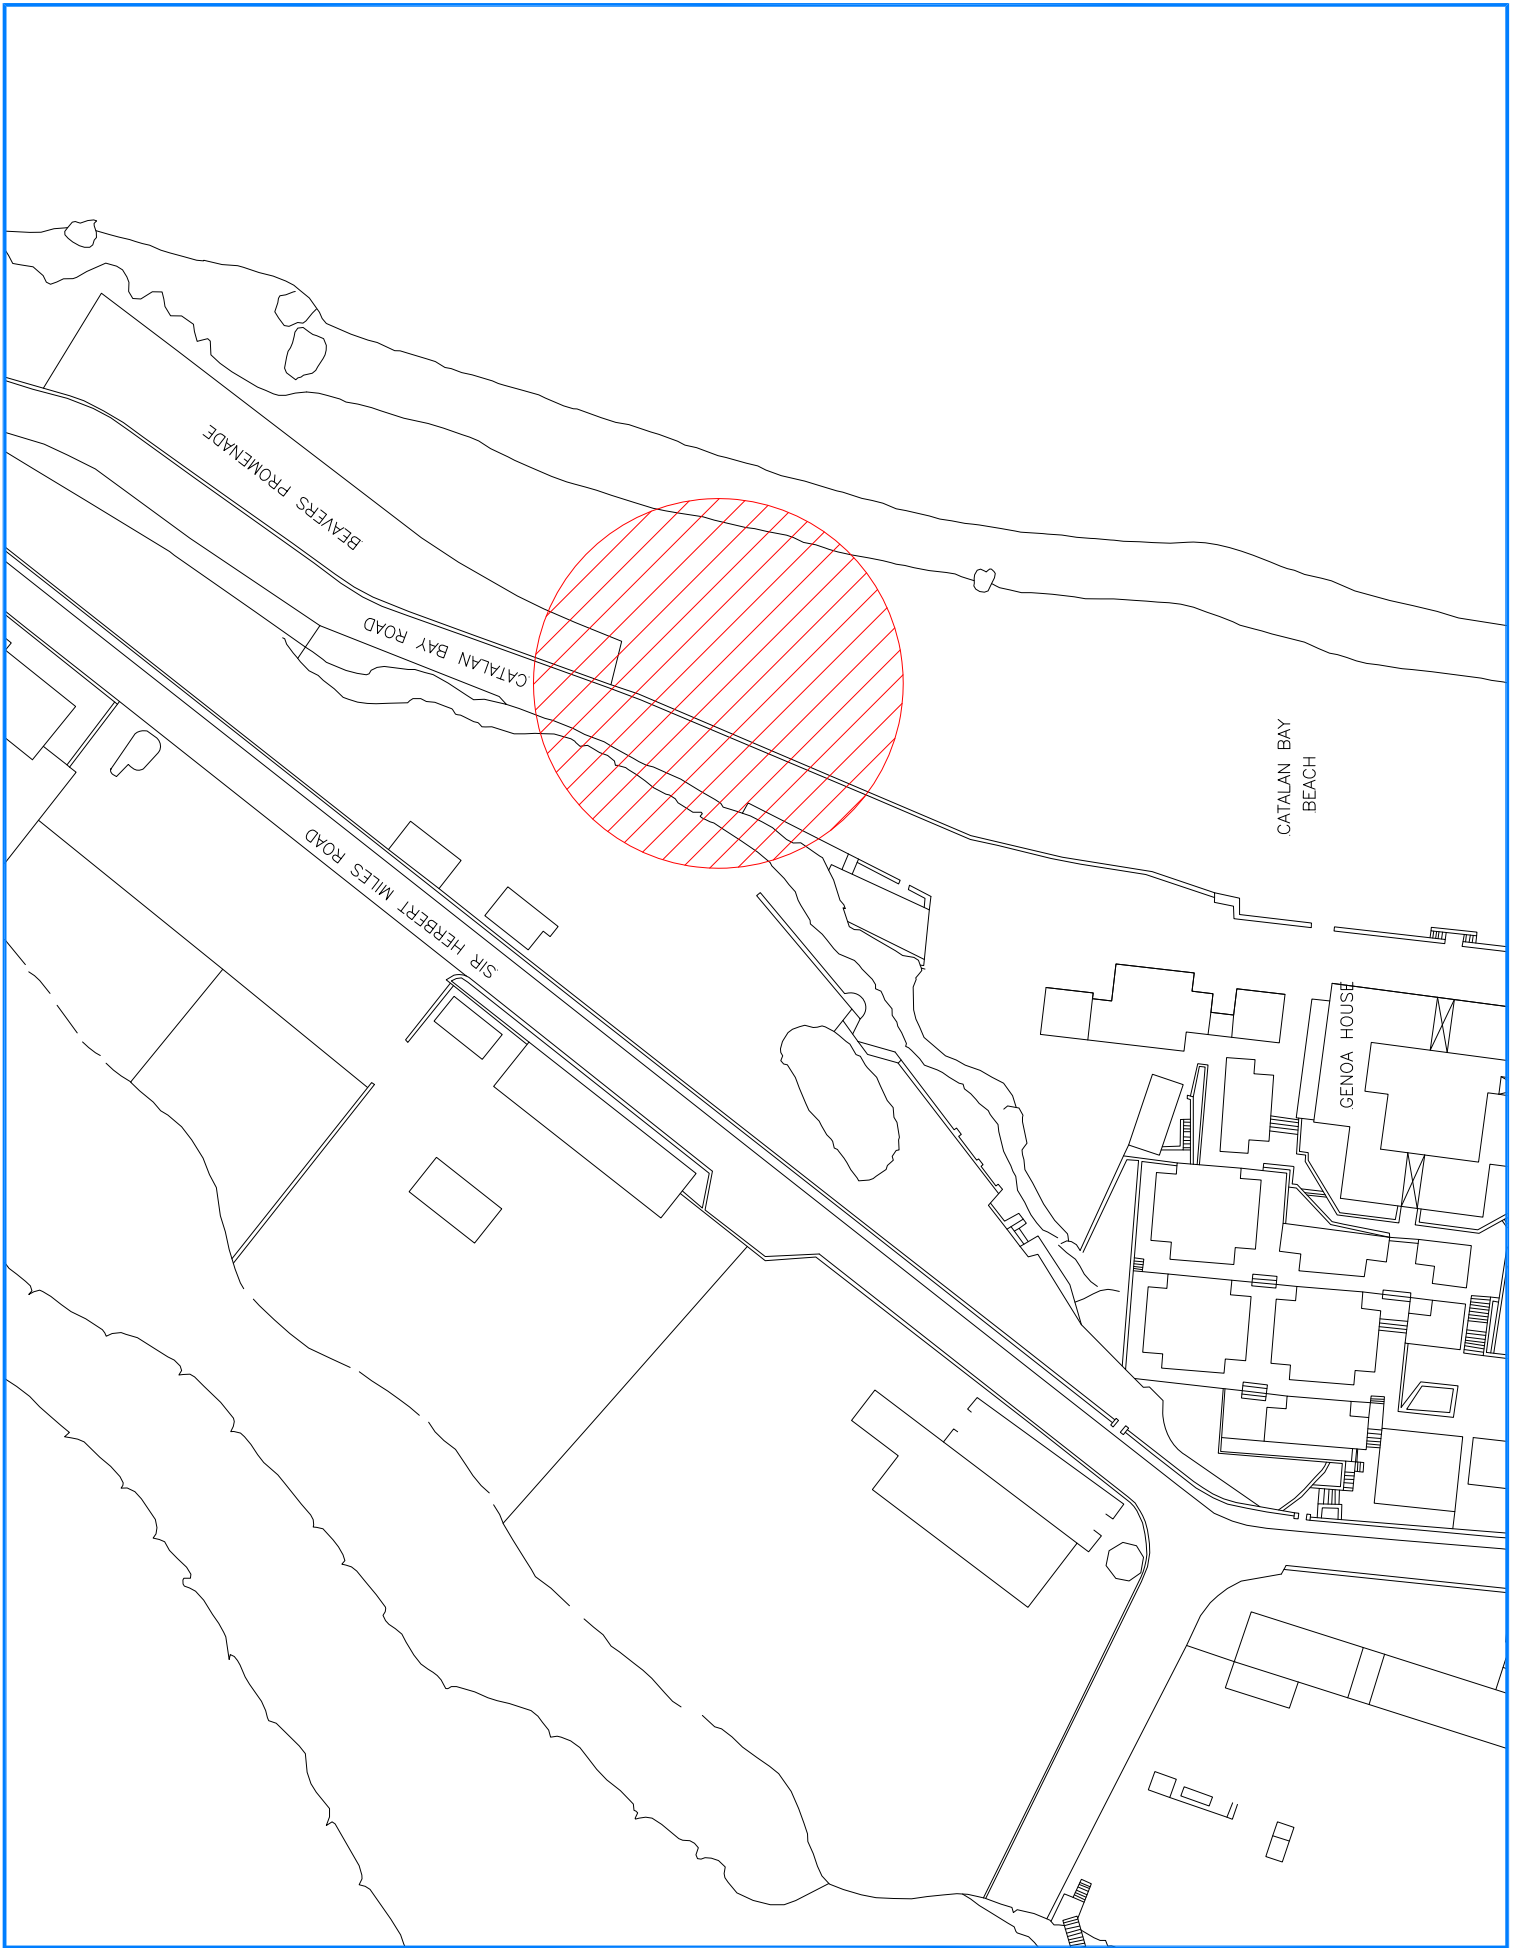 BEAVERS PROMENADE
CATALAN BAY ROAD
SIR HERBERT MILES ROAD
CATALAN BAY
BEACH
GENOA HOUSE